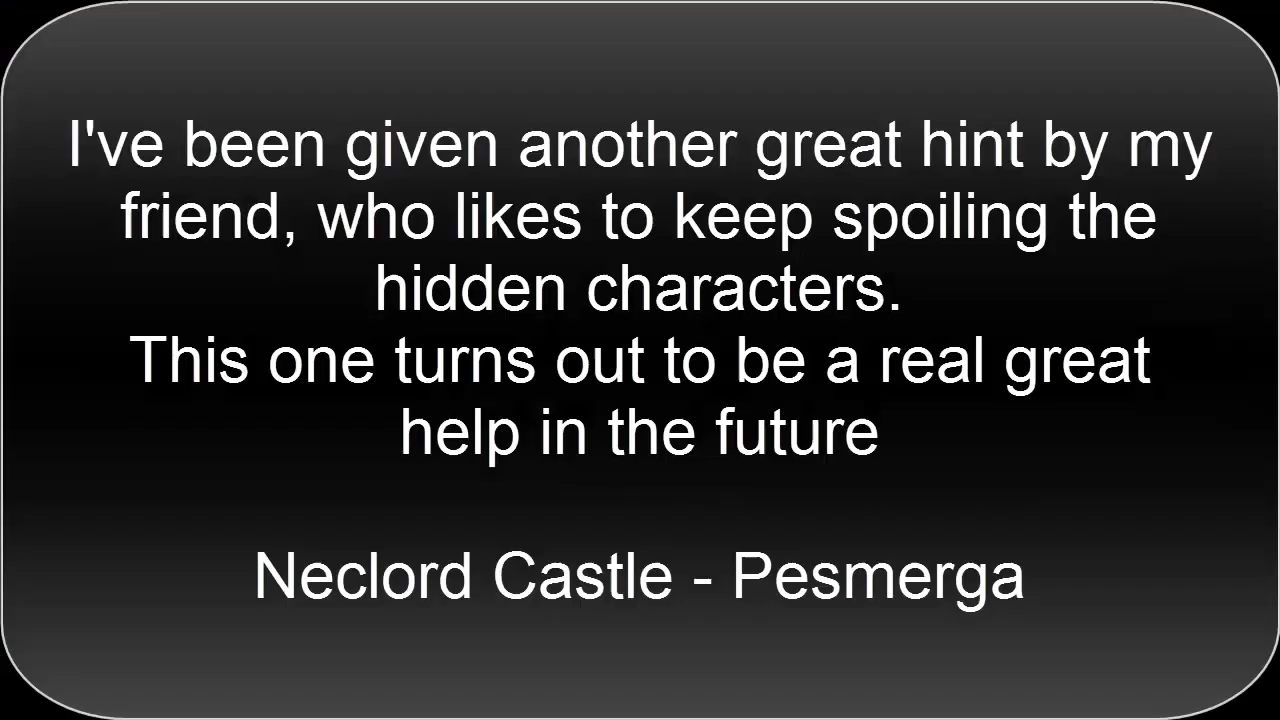 I've been given another great hint by my
friend, who likes to keep spoiling the
hidden characters.
This one turns out to be a real great
help in the future
Neclord Castle - Pesmerga